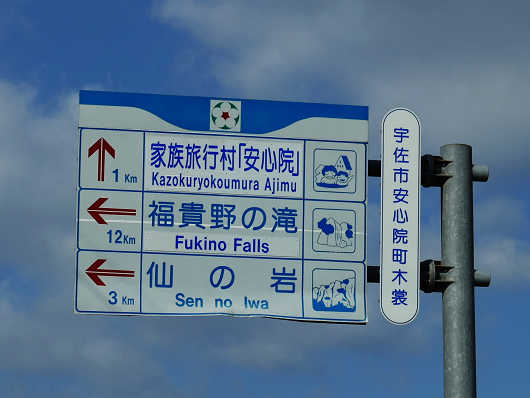 家族旅行村「安心院」
Kazokuryokoumura Ajimu
1 Km
福貴野の滝
Fukino Falls
12Km
仙の岩
Sen no Iwa
3 Km
宇佐市安心院町木裳